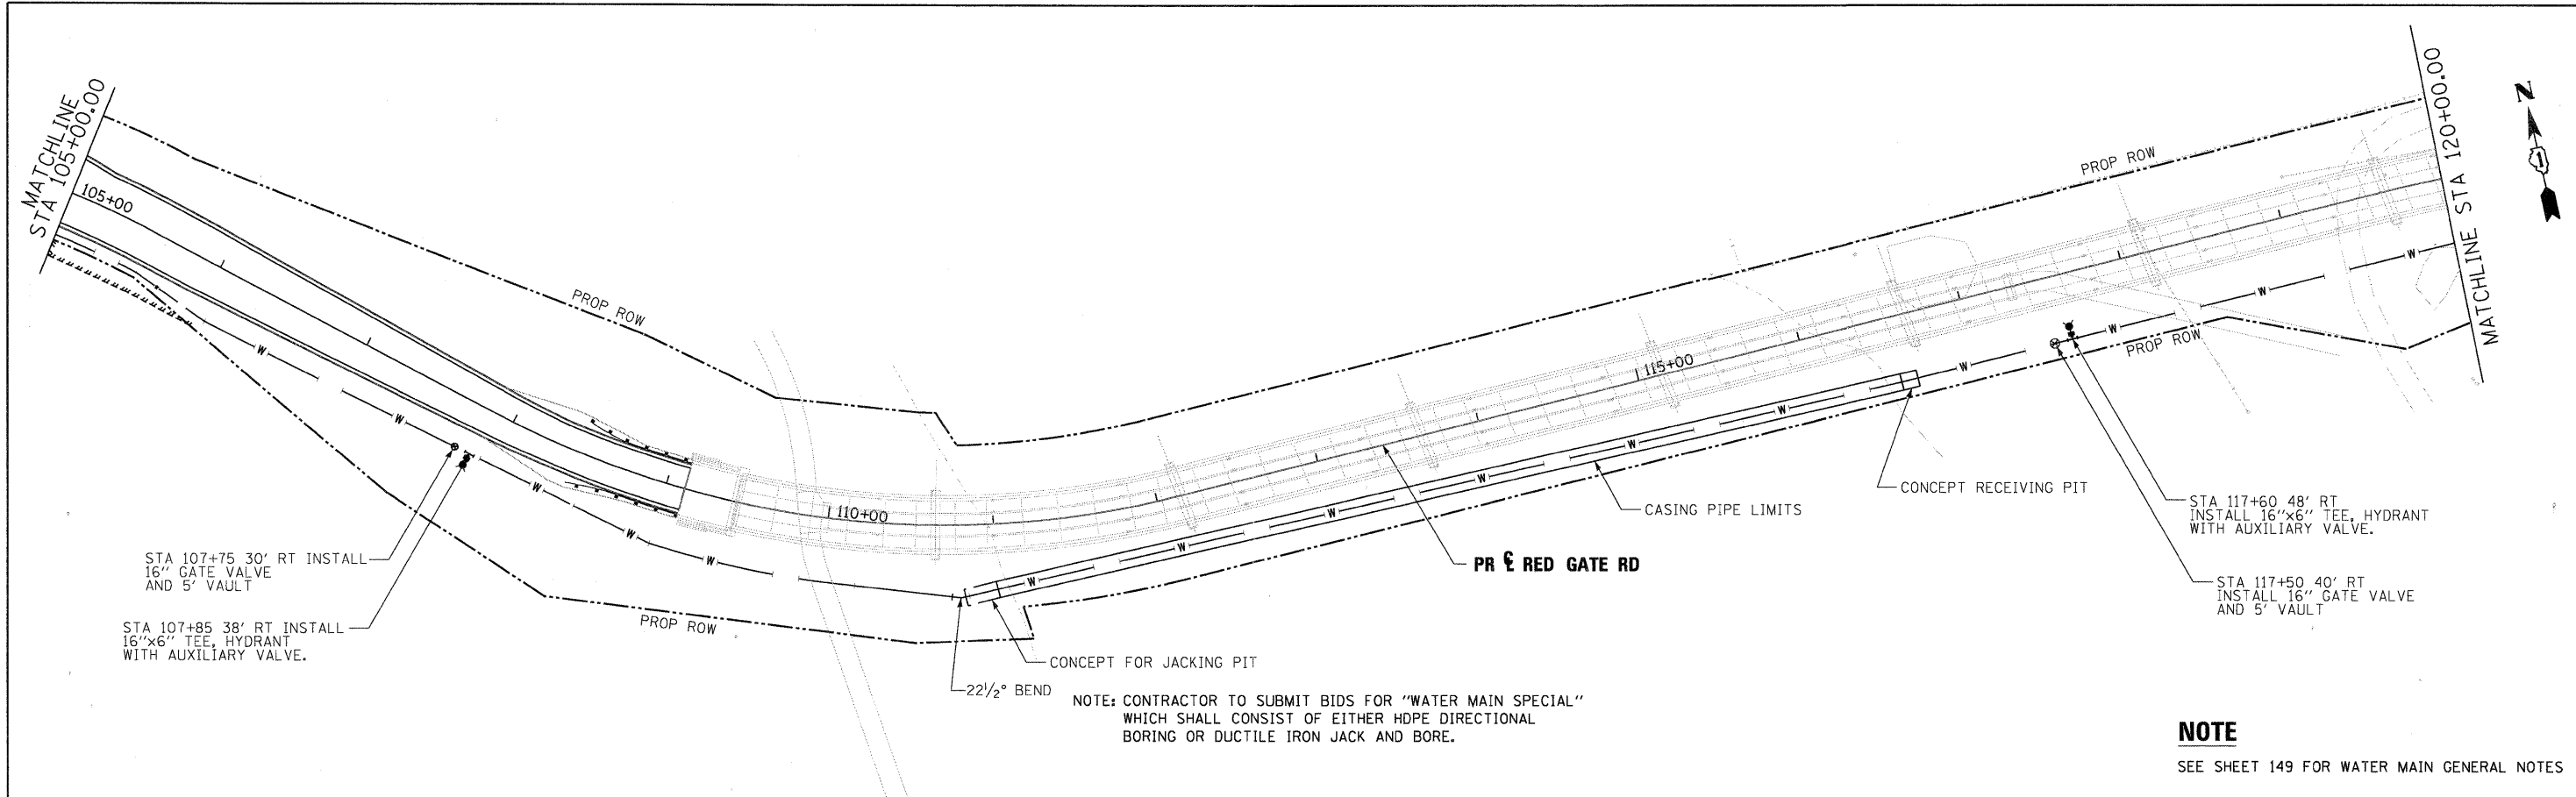 MATCHLINE
STA 105+00.00
105+00
PROP ROW
110+00
115+00
PROP ROW
MATCHLINE STA 120+00.00
N
1
W W W W W W W W W W W W W W W W
PROP ROW
STA 107+75 30' RT INSTALL
16" GATE VALVE
AND 5' VAULT
STA 107+85 38' RT INSTALL
16"x6" TEE, HYDRANT
WITH AUXILIARY VALVE.
PROP ROW
CONCEPT FOR JACKING PIT
22½° BEND
PR ℄ RED GATE RD
CASING PIPE LIMITS
CONCEPT RECEIVING PIT
STA 117+60 48' RT
INSTALL 16"x6" TEE, HYDRANT
WITH AUXILIARY VALVE.
STA 117+50 40' RT
INSTALL 16" GATE VALVE
AND 5' VAULT
NOTE: CONTRACTOR TO SUBMIT BIDS FOR "WATER MAIN SPECIAL"
WHICH SHALL CONSIST OF EITHER HDPE DIRECTIONAL
BORING OR DUCTILE IRON JACK AND BORE.
NOTE
SEE SHEET 149 FOR WATER MAIN GENERAL NOTES